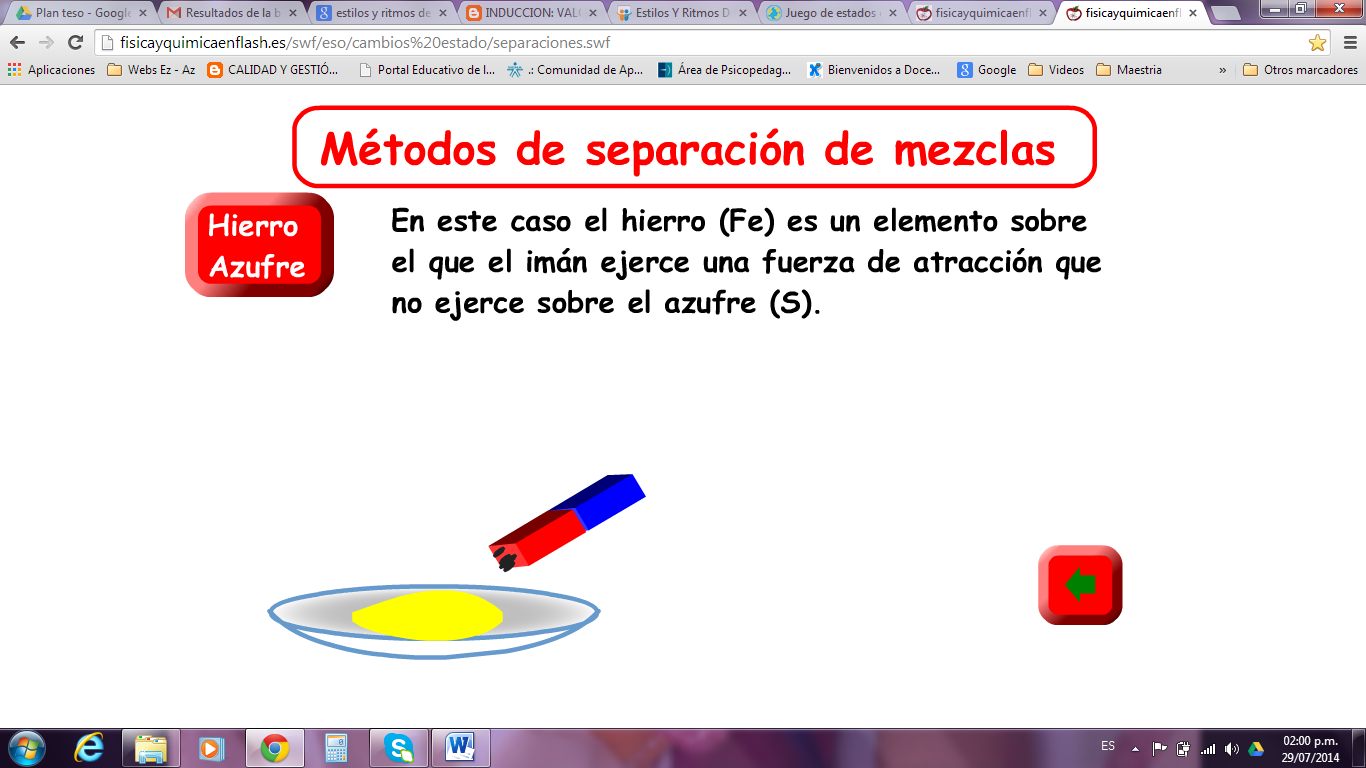 Plan teso - Google
Resultados de la b
estilos y ritmos de
INDUCCION: VALO
Estilos Y Ritmos D
Juego de estados
fisicayquimicaenfl
fisicayquimicaenfl
fisicayquimicaenflash.es/swf/eso/cambios%20estado/separaciones.swf
Aplicaciones
Webs Ez - Az
CALIDAD Y GESTIÓ...
Portal Educativo de l...
.: Comunidad de Ap...
Área de Psicopedag...
Bienvenidos a Doce...
Google
Videos
Maestria
»
Otros marcadores
Métodos de separación de mezclas
Hierro
Azufre
En este caso el hierro (Fe) es un elemento sobre
el que el imán ejerce una fuerza de atracción que
no ejerce sobre el azufre (S).
ES
02:00 p.m.
29/07/2014